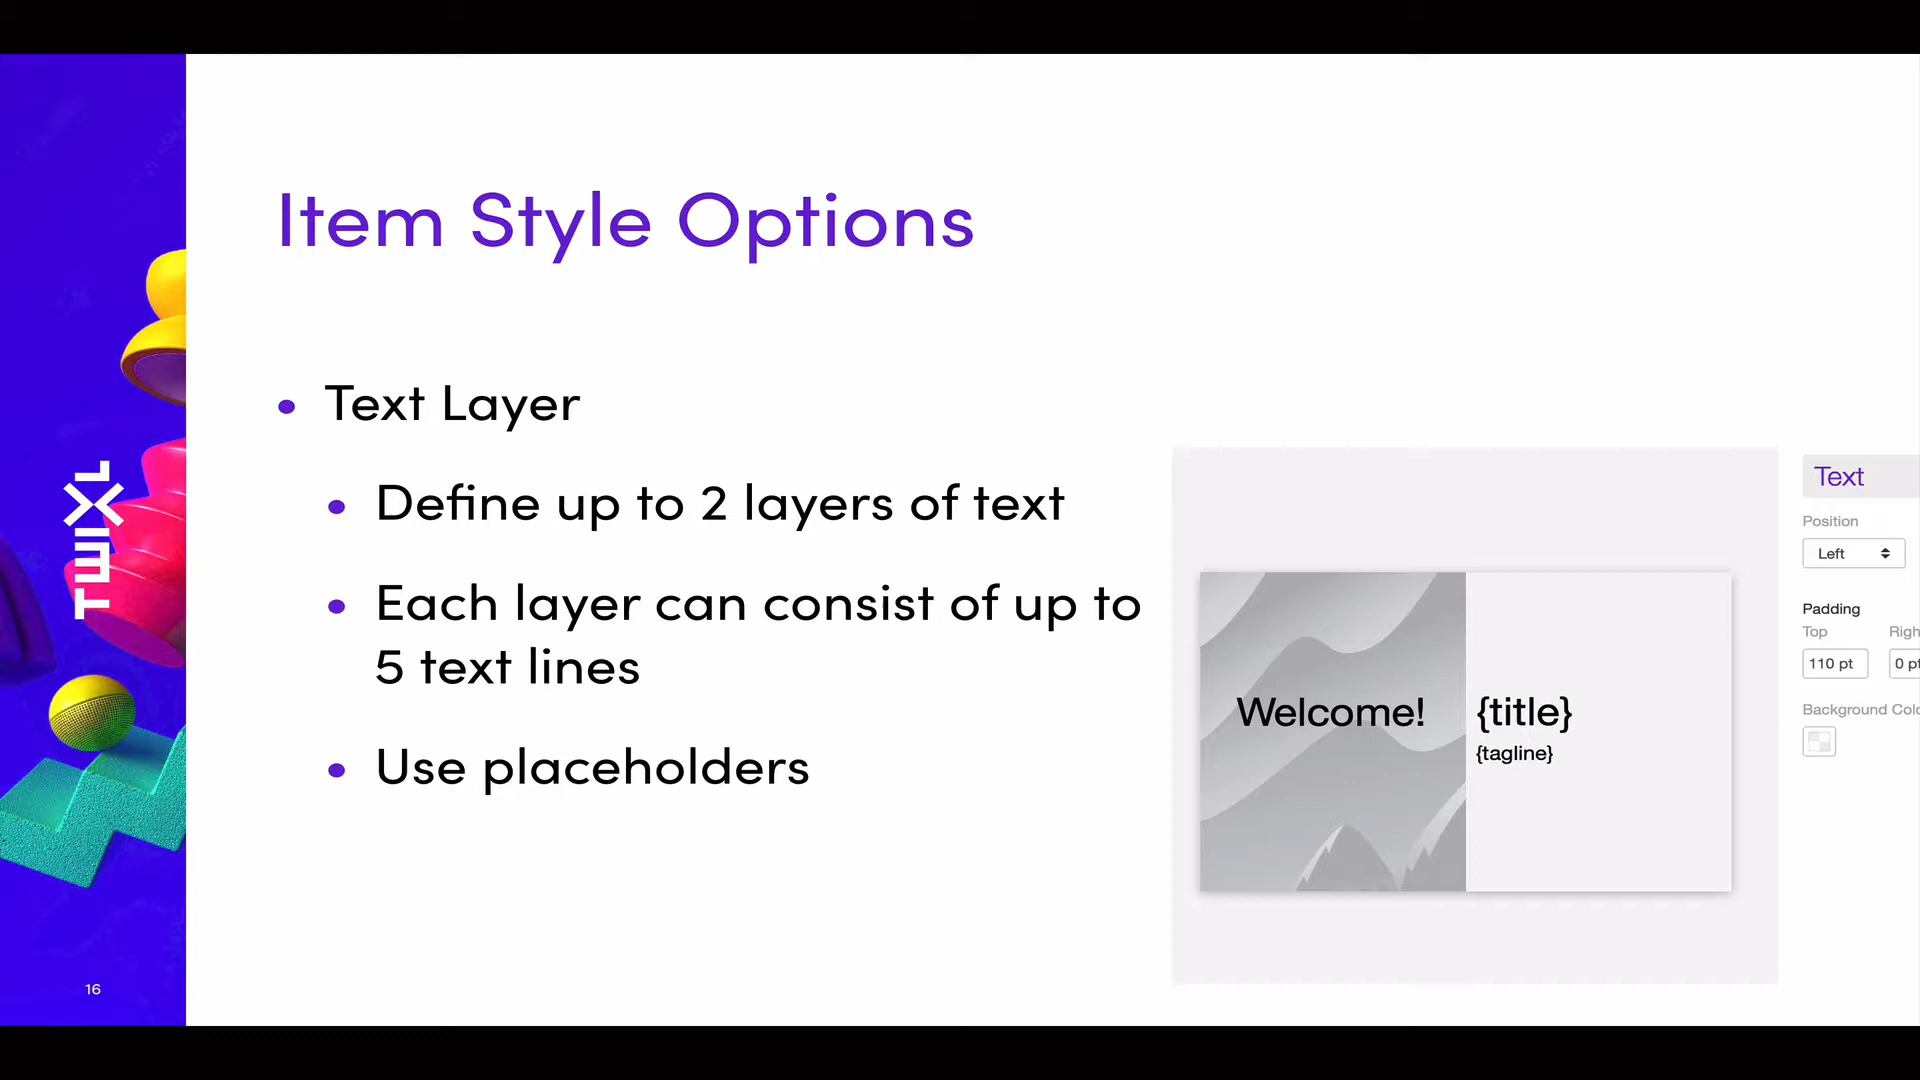 Item Style Options
• Text Layer
• Define up to 2 layers of text
• Each layer can consist of up to
5 text lines
• Use placeholders
Welcome!
{title}
{tagline}
Text
Position
Left
Padding
Top
Righ
110 pt
0 pt
Background Colo
TWIXL
16